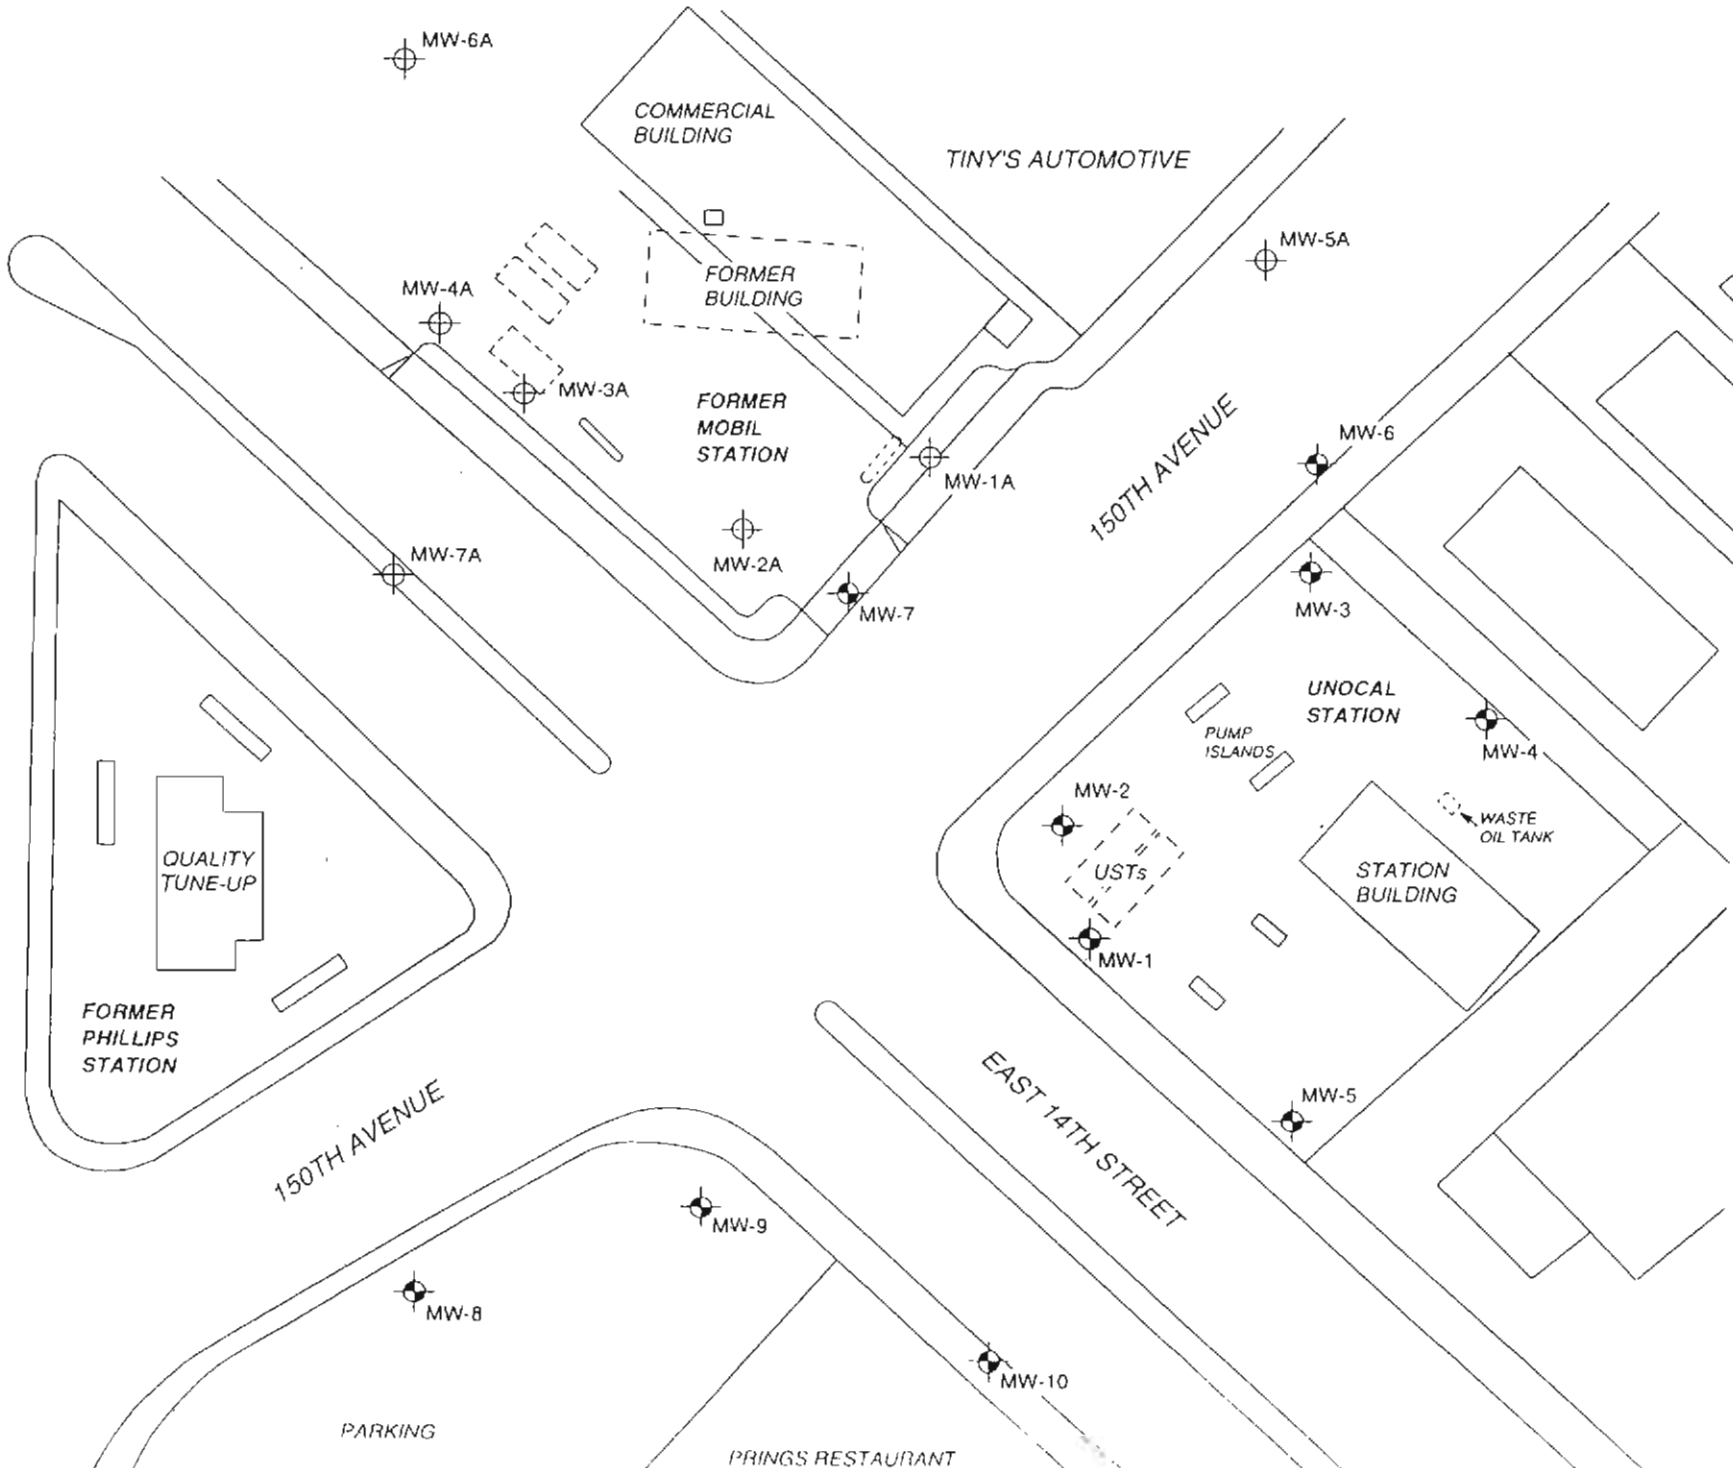 MW-6A
COMMERCIAL
BUILDING
TINY'S AUTOMOTIVE
MW-5A
FORMER
BUILDING
MW-4A
MW-3A
FORMER
MOBIL
STATION
150TH AVENUE
MW-6
MW-1A
MW-7A
MW-2A
MW-7
MW-3
UNOCAL
STATION
PUMP
ISLANDS
MW-4
MW-2
WASTE
OIL TANK
QUALITY
TUNE-UP
USTs
STATION
BUILDING
MW-1
FORMER
PHILLIPS
STATION
EAST 14TH STREET
MW-5
150TH AVENUE
MW-9
MW-8
MW-10
PARKING
PRINGS RESTAURANT